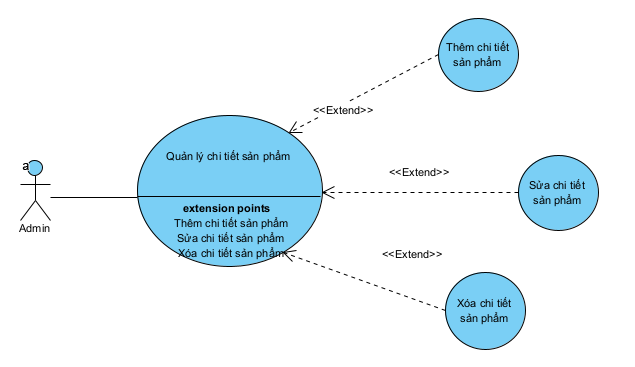 Thêm chi tiết
sản phẩm
<<Extend>>
Quản lý chi tiết sản phẩm
<<Extend>>
a
Sửa chi tiết
sản phẩm
extension points
Thêm chi tiết sản phẩm
Admin
Sửa chi tiết sản phẩm
Xóa chi tiết sản phẩm
<<Extend>>
Xóa chi tiết
sản phẩm